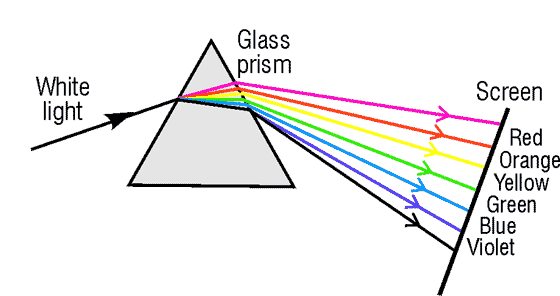 Glass
prism
White
light
Screen
Red
Orange
Yellow
Green
Blue
Violet